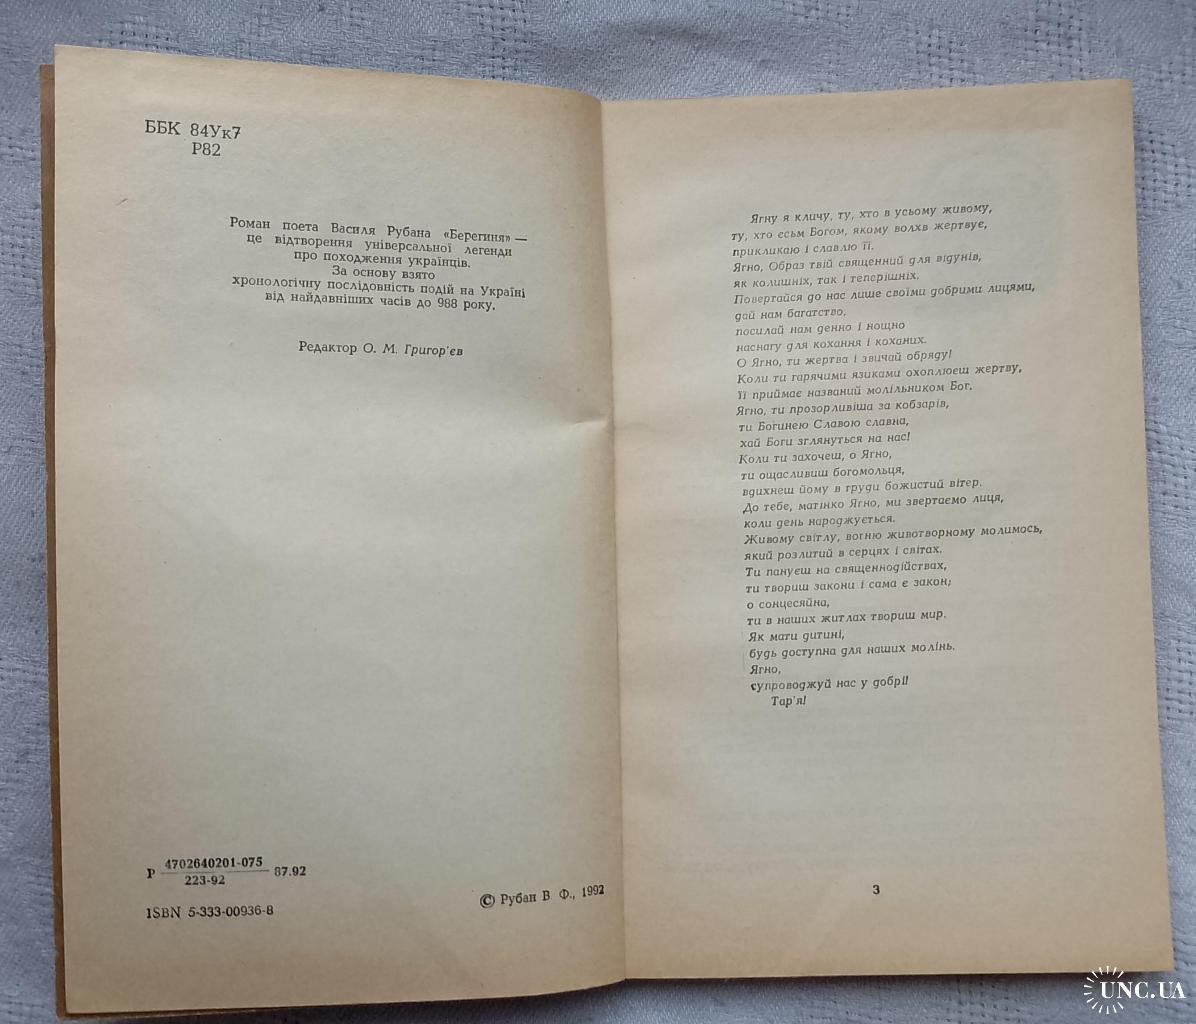 ББК 84Ук7
Р82
Роман поета Василя Рубана «Берегиня» —
це відтворення універсальної легенди
про походження українців.
За основу взято
хронологічну послідовність подій на Україні
від найдавніших часів до 988 року.
Редактор О. М. Григор'єв
Р 4702640201-075 87.92
223-92
ISBN 5-333-00936-8
© Рубан В. Ф., 1992
Ягну я кличу, ту, хто в усьому живому,
ту, хто есьм Богом, якому волхв жертвує,
прикликаю і славлю її.
Ягно, Образ твій священний для відунів,
як колишніх, так і теперішніх.
Повертайся до нас лише своїми добрими лицями,
дай нам багатство,
посилай нам денно і нощно
наснагу для кохання і коханих.
О Ягно, ти жертва і звичай обряду!
Коли ти гарячими язиками охоплюєш жертву,
її приймає названий молільником Бог.
Ягно, ти прозорливіша за кобзарів,
ти Богинею Славою славна,
хай Боги зглянуться на нас!
Коли ти захочеш, о Ягно,
ти ощасливиш богомольця,
вдихнеш йому в груди божистий вітер.
До тебе, матінко Ягно, ми звертаємо лиця,
коли день народжується.
Живому світлу, вогню животворному молимось,
який розлитий в серцях і світах.
Ти пануєш на священнодійствах,
ти твориш закони і сама є закон;
о сонцесяйна,
ти в наших житлах твориш мир.
Як мати дитині,
будь доступна для наших молінь.
Ягно,
супроводжуй нас у добрі!
Тар'я!
3
UNC.UA